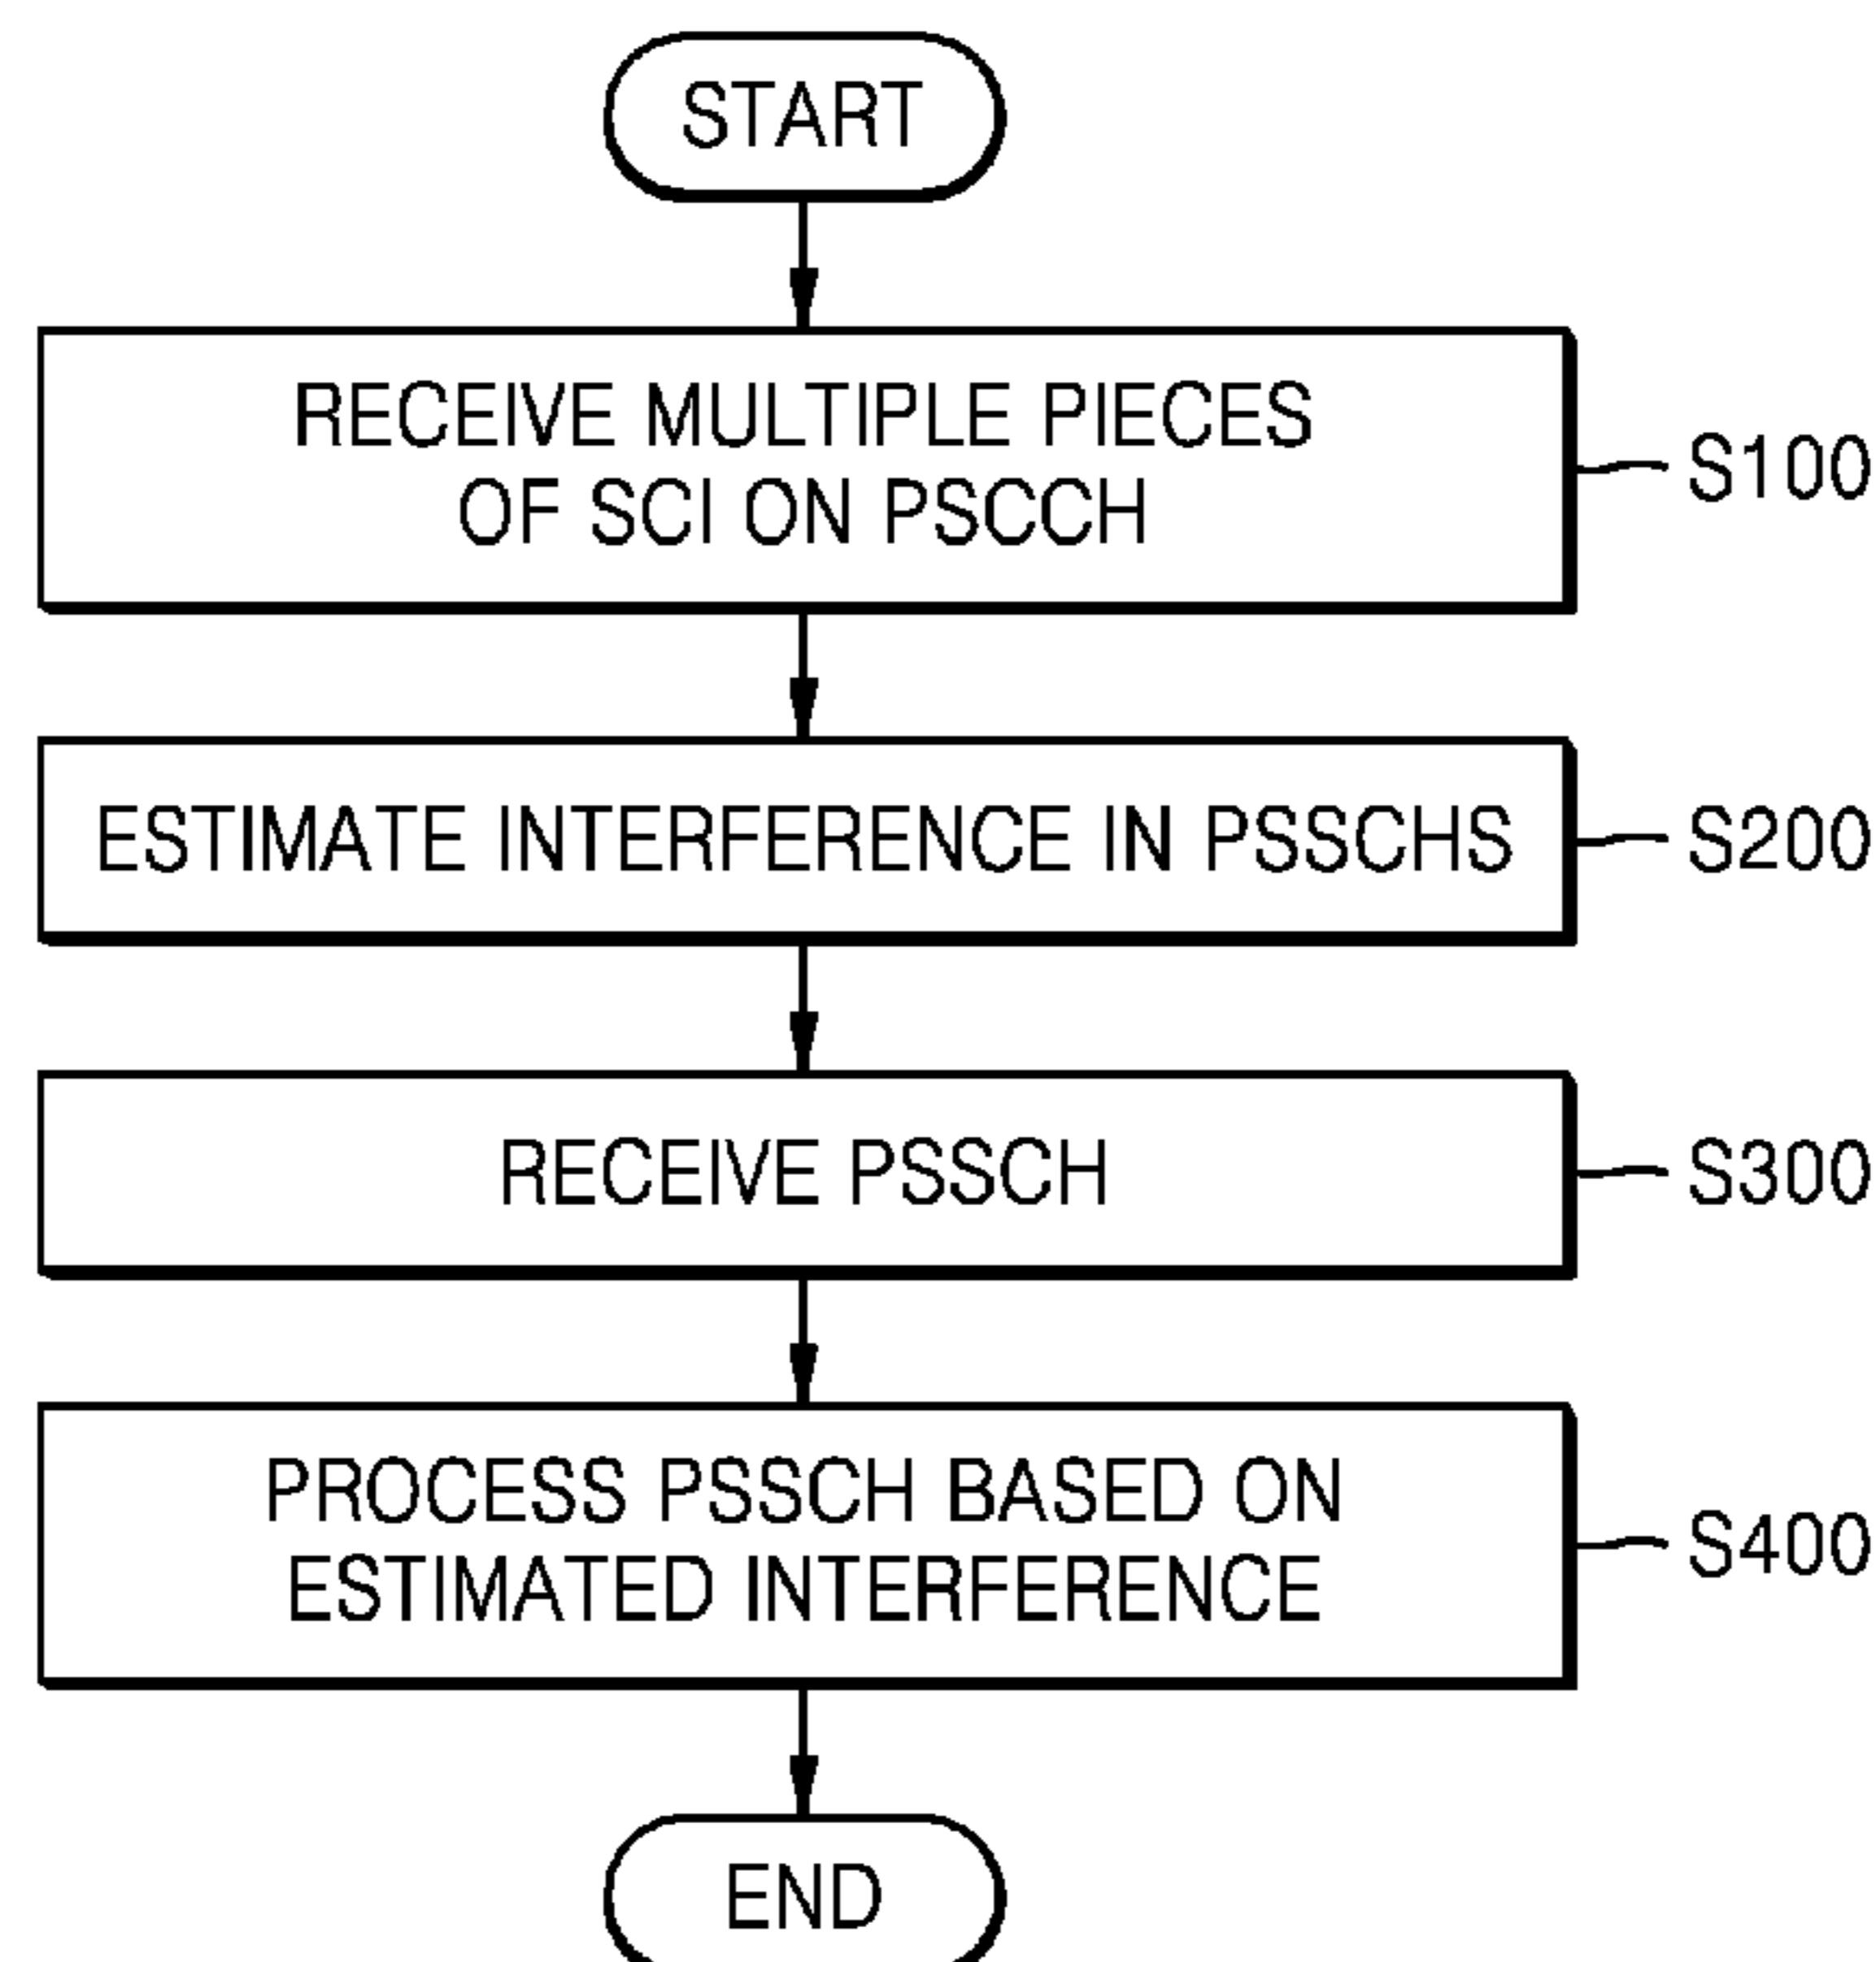 START
RECEIVE MULTIPLE PIECES
OF SCI ON PSCCH
S100
ESTIMATE INTERFERENCE IN PSSCHS
S200
RECEIVE PSSCH
S300
PROCESS PSSCH BASED ON
ESTIMATED INTERFERENCE
S400
END